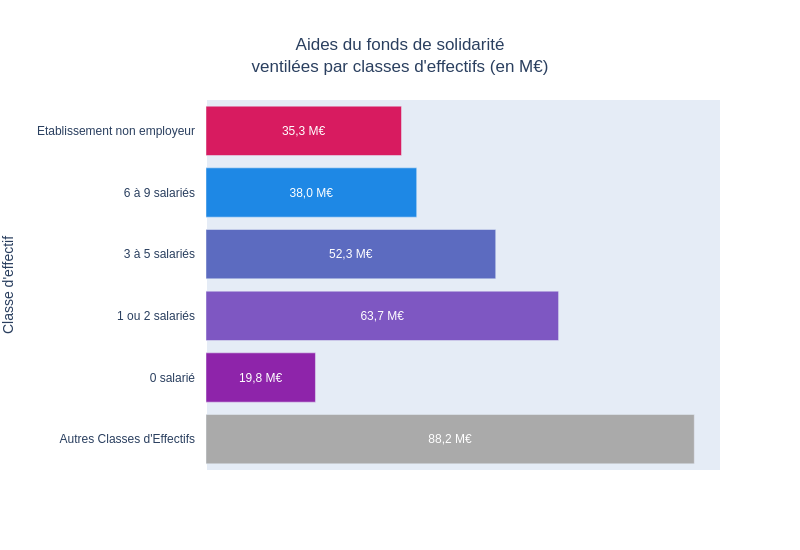 Aides du fonds de solidarité
ventilées par classes d'effectifs (en M€)
Classe d'effectif
Etablissement non employeur 35,3 M€
6 à 9 salariés 38,0 M€
3 à 5 salariés 52,3 M€
1 ou 2 salariés 63,7 M€
0 salarié 19,8 M€
Autres Classes d'Effectifs 88,2 M€